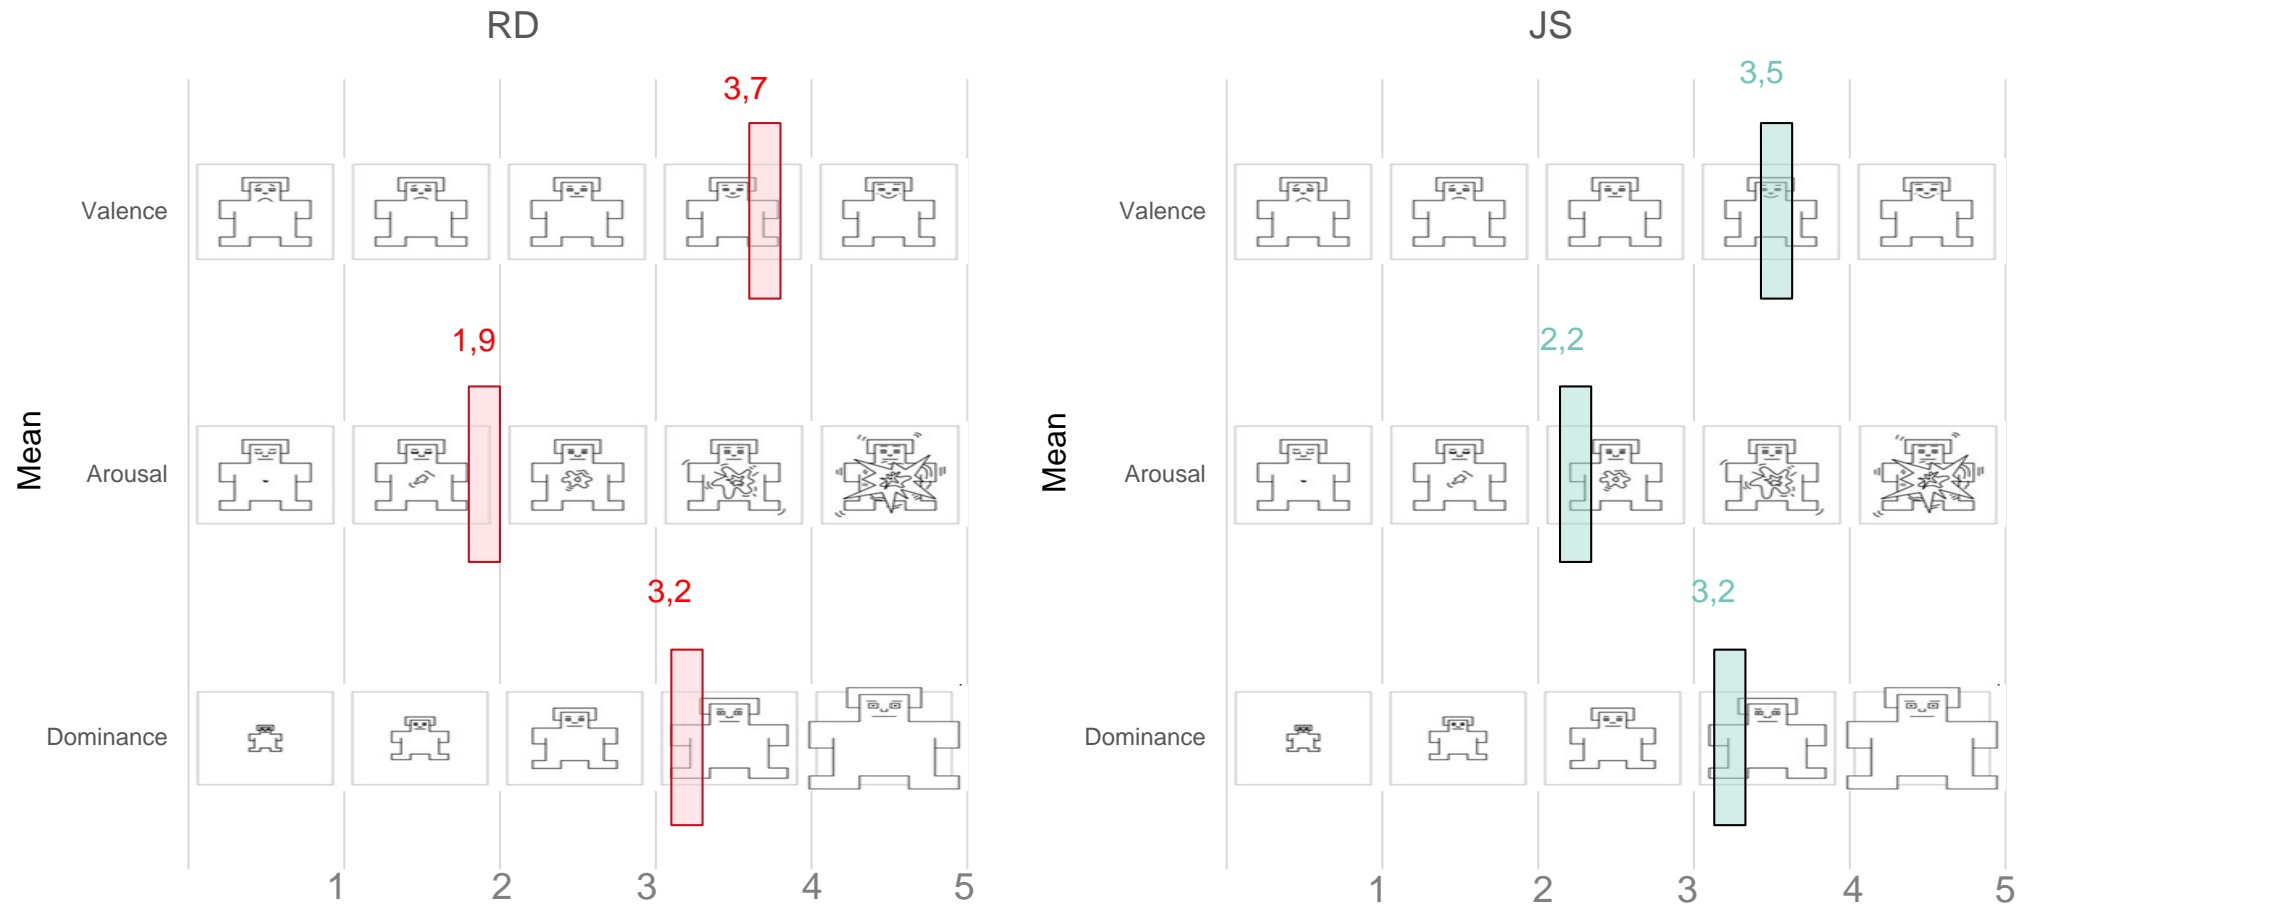 RD
3,7
Valence
1,9
Mean
Arousal
3,2
Dominance
1 2 3 4 5
JS
3,5
Valence
2,2
Mean
Arousal
3,2
Dominance
1 2 3 4 5